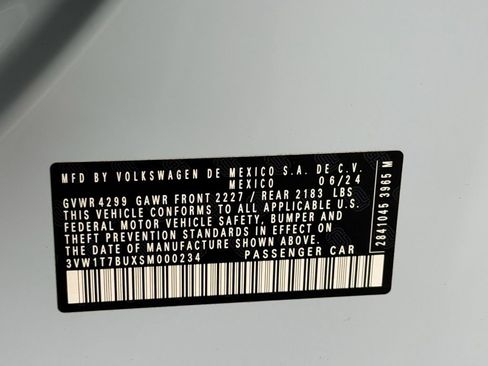 MFD BY VOLKSWAGEN DE MEXICO S.A. DE C.V.
MEXICO 06/24
GVWR 4299 GAWR FRONT 2227 / REAR 2183 LBS
THIS VEHICLE CONFORMS TO ALL APPLICABLE U.S.
FEDERAL MOTOR VEHICLE SAFETY, BUMPER AND
THEFT PREVENTION STANDARDS IN EFFECT ON
THE DATE OF MANUFACTURE SHOWN ABOVE.
3VW1T7BUXSM000234 PASSENGER CAR
2841045 3965 M